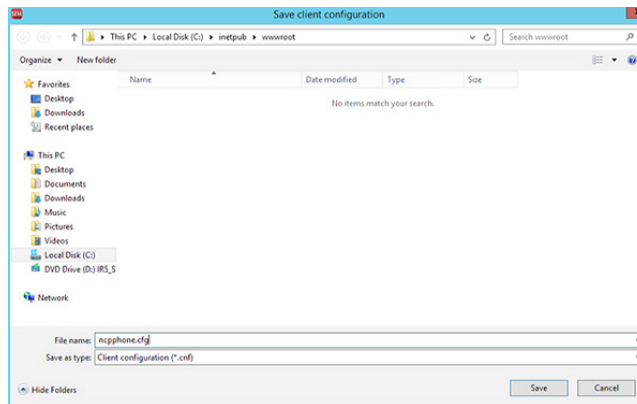 SEM
Save client configuration
This PC ▸ Local Disk (C:) ▸ inetpub ▸ wwwroot
Search wwwroot
Organize
New folder
Name
Date modified
Type
Size
No items match your search.
Favorites
Desktop
Downloads
Recent places
This PC
Desktop
Documents
Downloads
Music
Pictures
Videos
Local Disk (C:)
DVD Drive (D:) IR5_S
Network
File name: ncpphone.cfg
Save as type: Client configuration (*.cnf)
Hide Folders
Save
Cancel